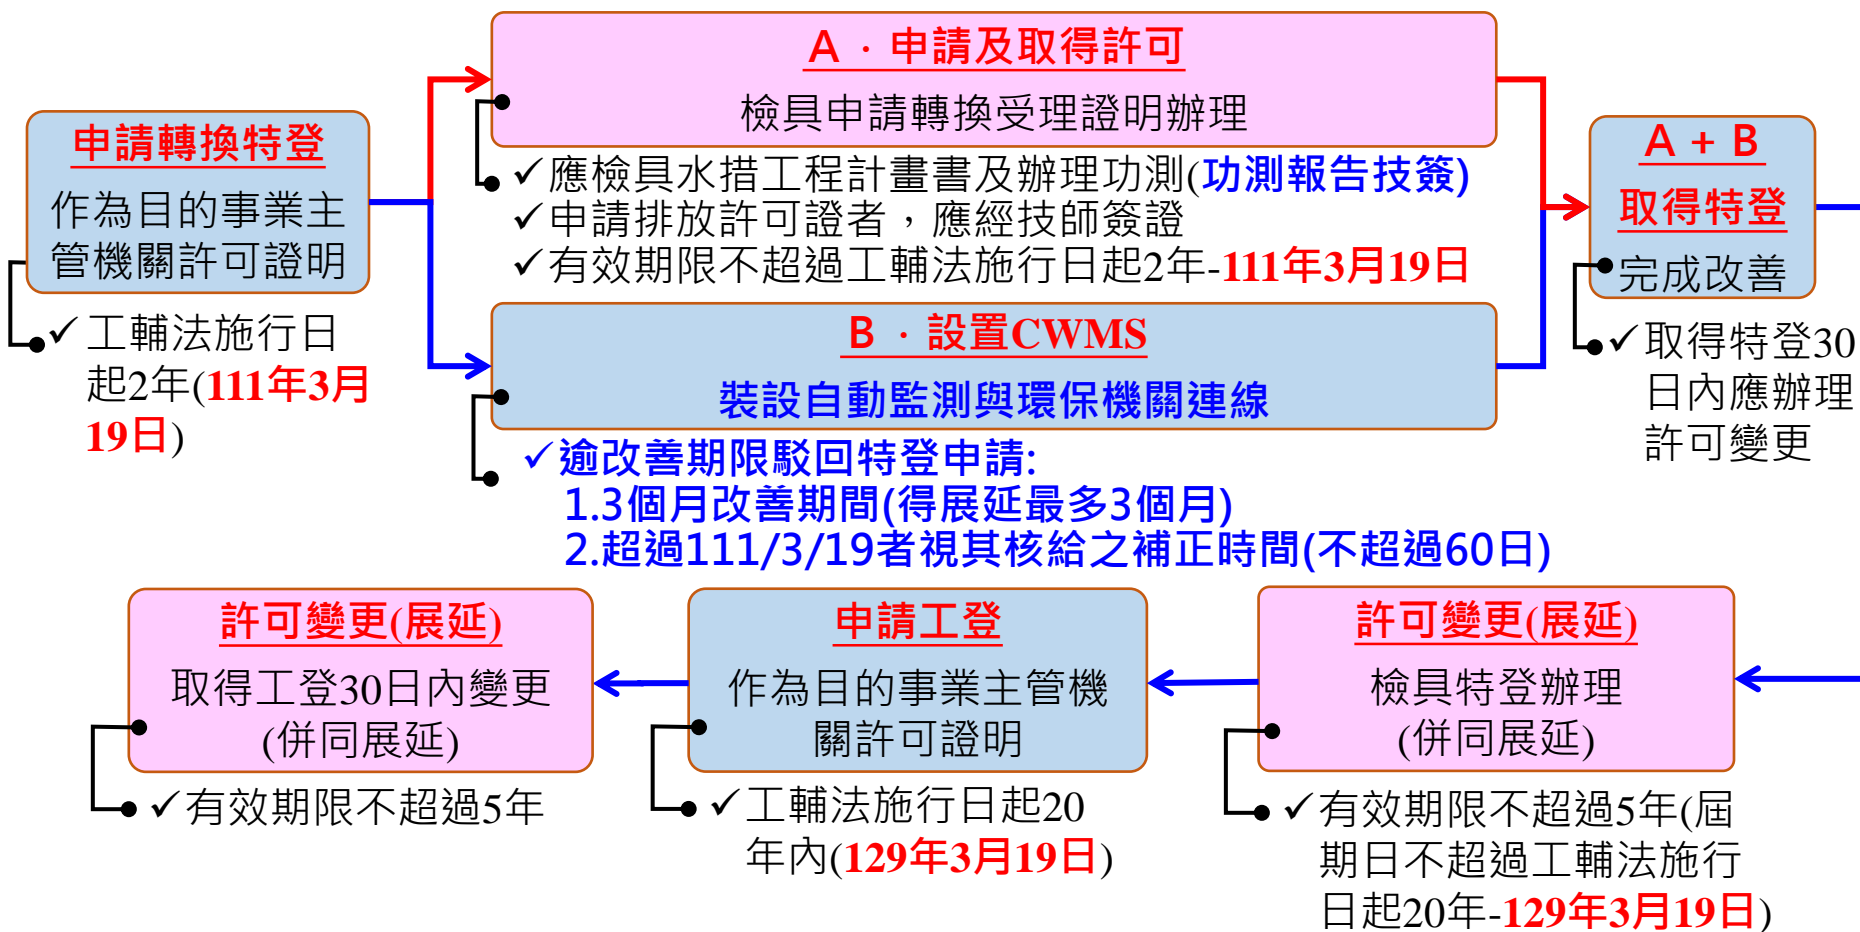 申請轉換特登
作為目的事業主
管機關許可證明
✓工輔法施行日
起2年(111年3月
19日)
A．申請及取得許可
檢具申請轉換受理證明辦理
✓應檢具水措工程計畫書及辦理功測(功測報告技簽)
✓申請排放許可證者，應經技師簽證
✓有效期限不超過工輔法施行日起2年-111年3月19日
B．設置CWMS
裝設自動監測與環保機關連線
✓逾改善期限駁回特登申請:
1.3個月改善期間(得展延最多3個月)
2.超過111/3/19者視其核給之補正時間(不超過60日)
A + B
取得特登
完成改善
✓取得特登30
日內應辦理
許可變更
許可變更(展延)
檢具特登辦理
(併同展延)
✓有效期限不超過5年(屆
期日不超過工輔法施行
日起20年-129年3月19日)
申請工登
作為目的事業主管機
關許可證明
✓工輔法施行日起20
年內(129年3月19日)
許可變更(展延)
取得工登30日內變更
(併同展延)
✓有效期限不超過5年